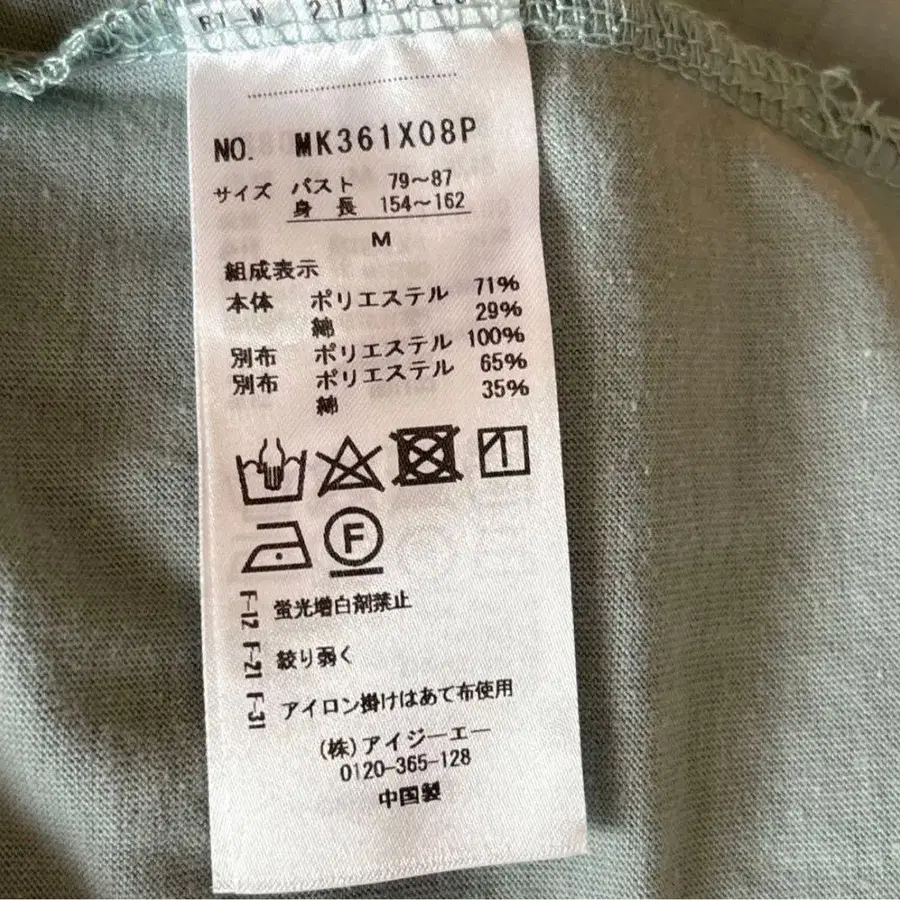 NO. MK361X08P
サイズ バスト 79～87
身長 154～162
M
組成表示
本体 ポリエステル 71%
綿 29%
別布 ポリエステル 100%
別布 ポリエステル 65%
綿 35%
F
F-12 蛍光増白剤禁止
F-21 絞り弱く
F-31 アイロン掛けはあて布使用
(株)アイジーエー
0120-365-128
中国製